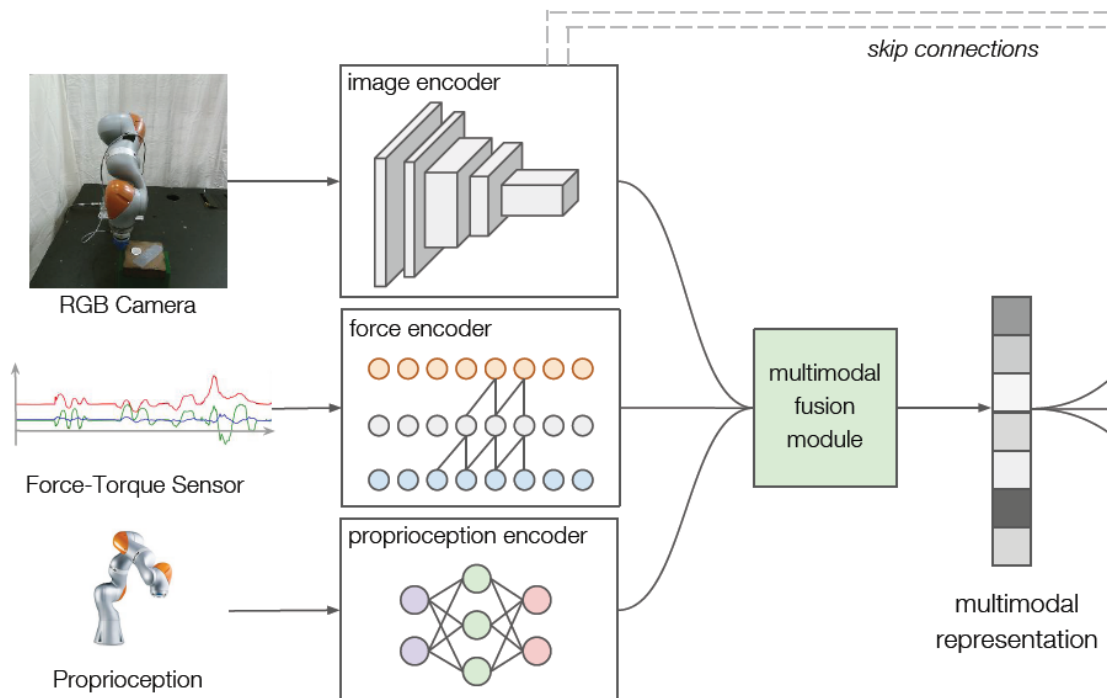 skip connections
image encoder
RGB Camera
force encoder
Force-Torque Sensor
multimodal
fusion
module
proprioception encoder
Proprioception
multimodal
representation